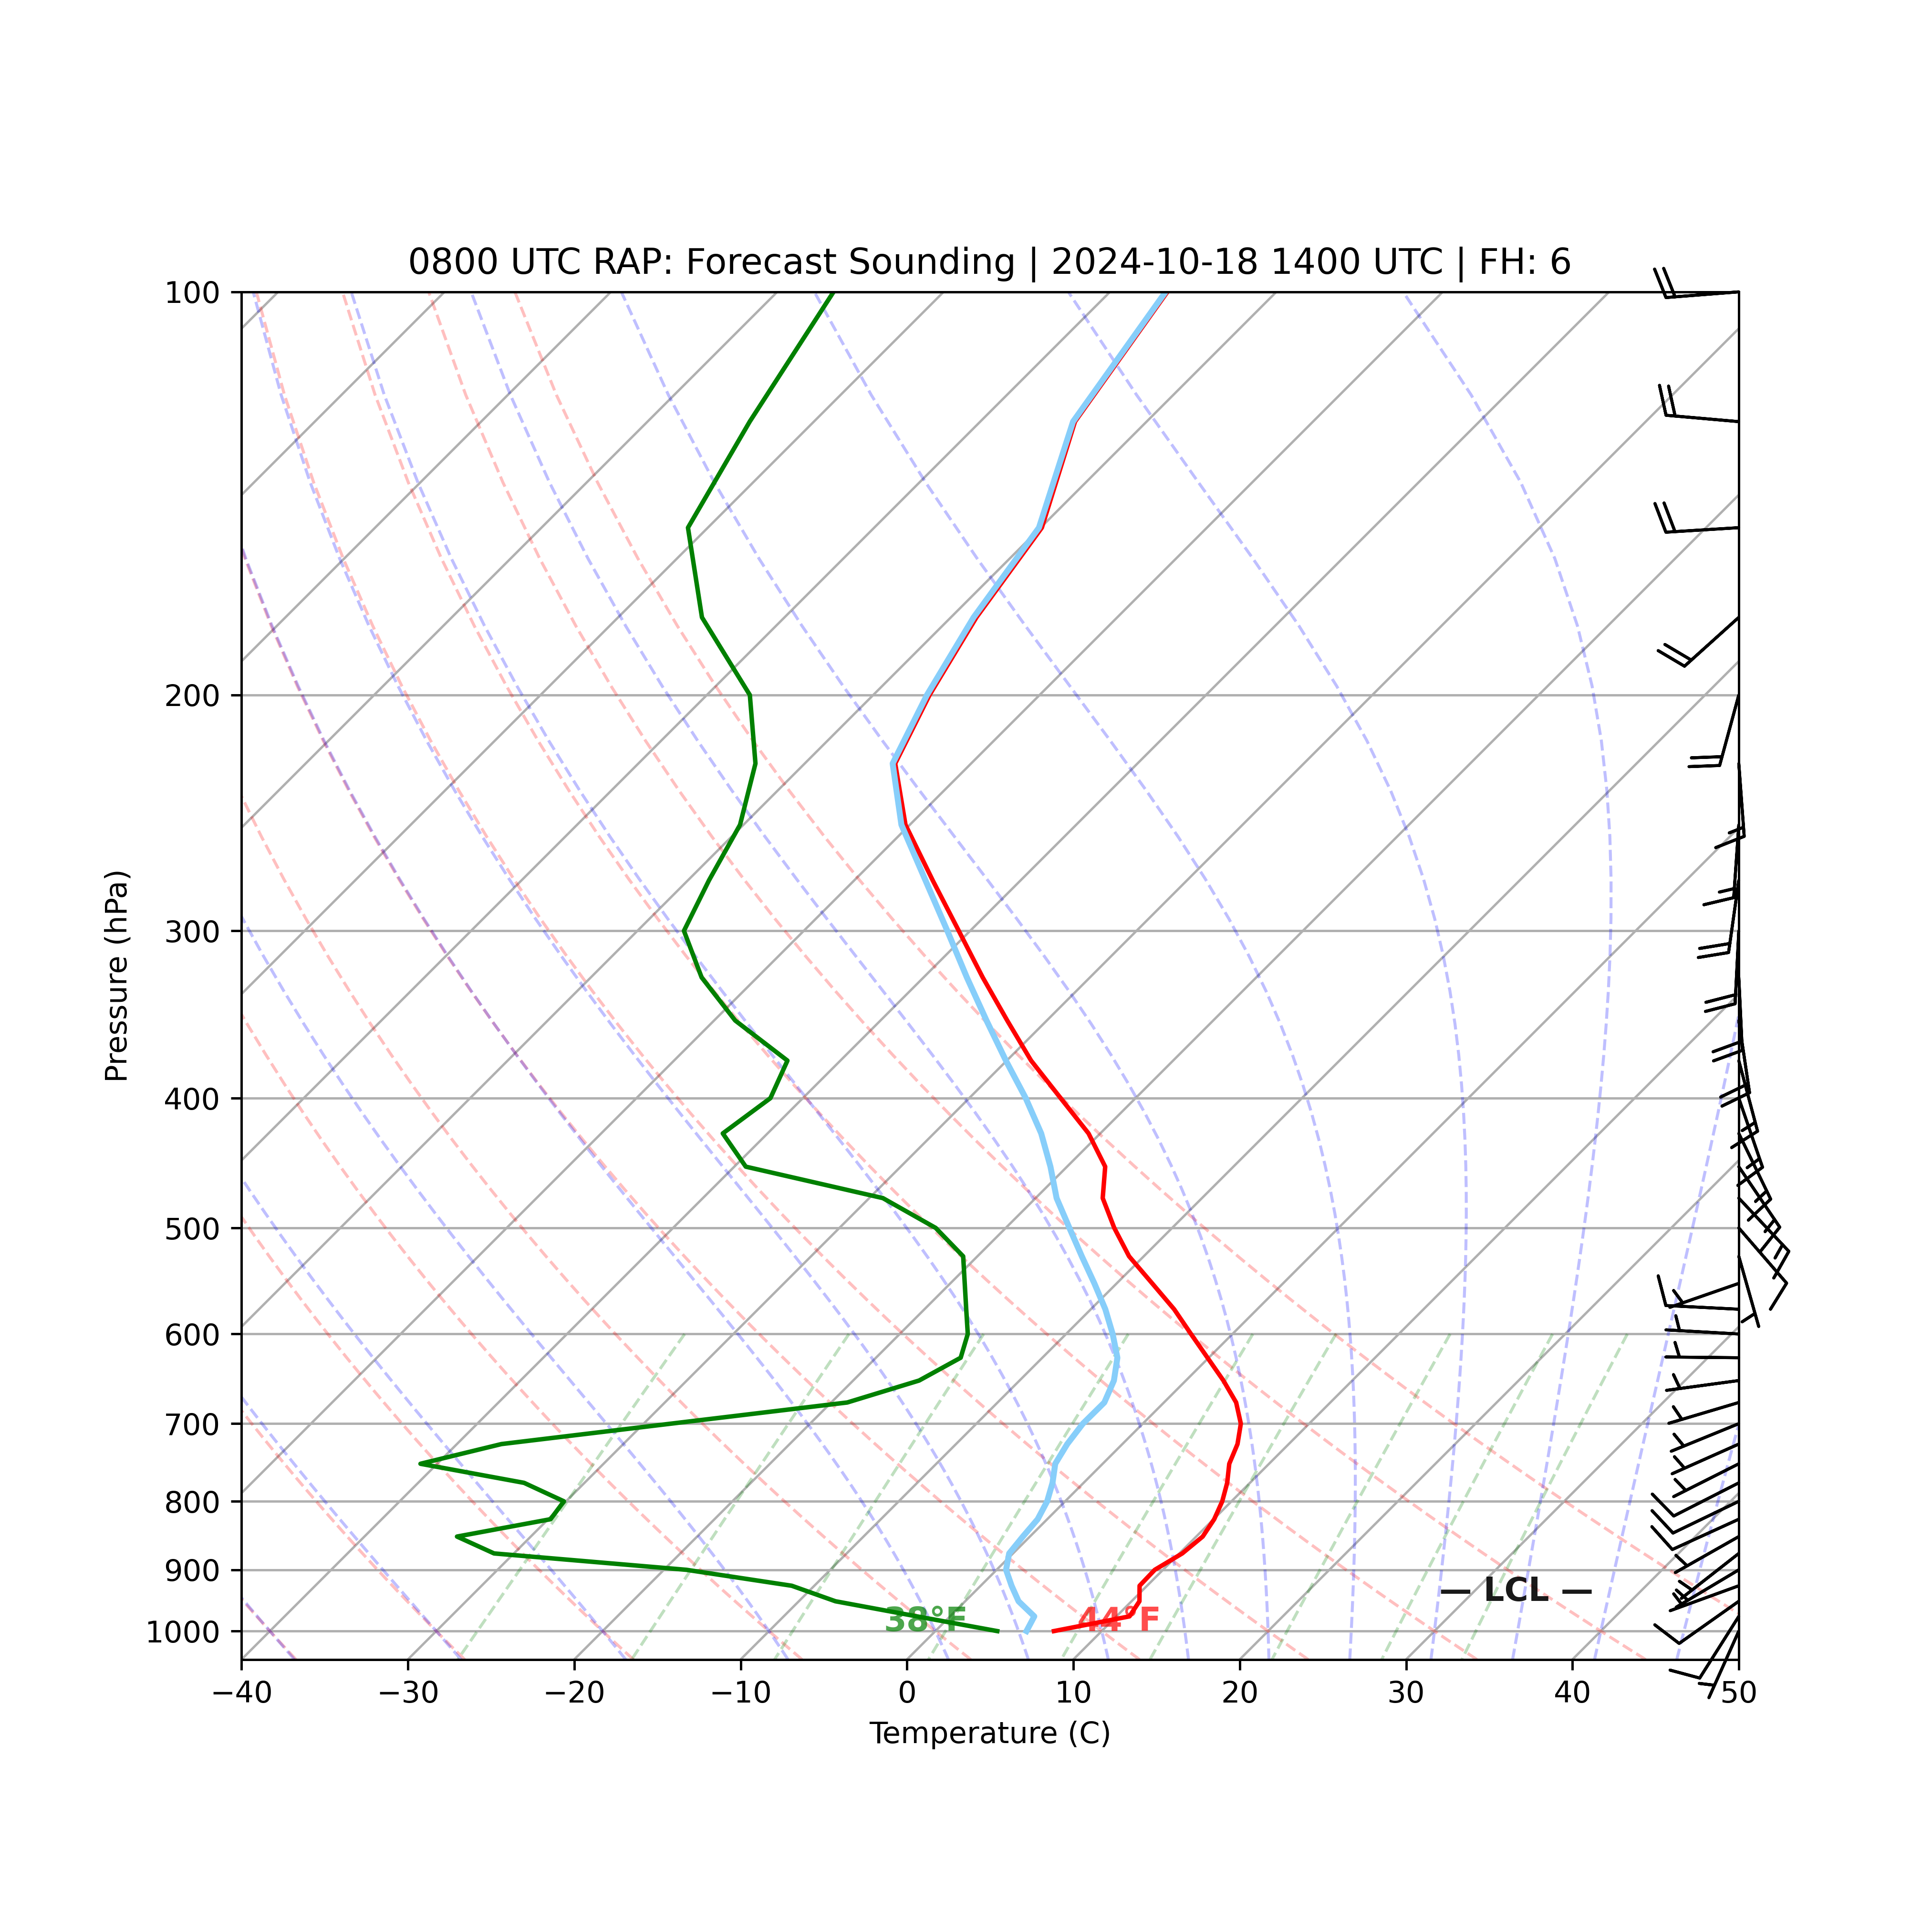 0800 UTC RAP: Forecast Sounding | 2024-10-18 1400 UTC | FH: 6
100
200
300
400
500
600
700
800
900
1000
Pressure (hPa)
— LCL —
38°F
44°F
−40 −30 −20 −10 0 10 20 30 40 50
Temperature (C)